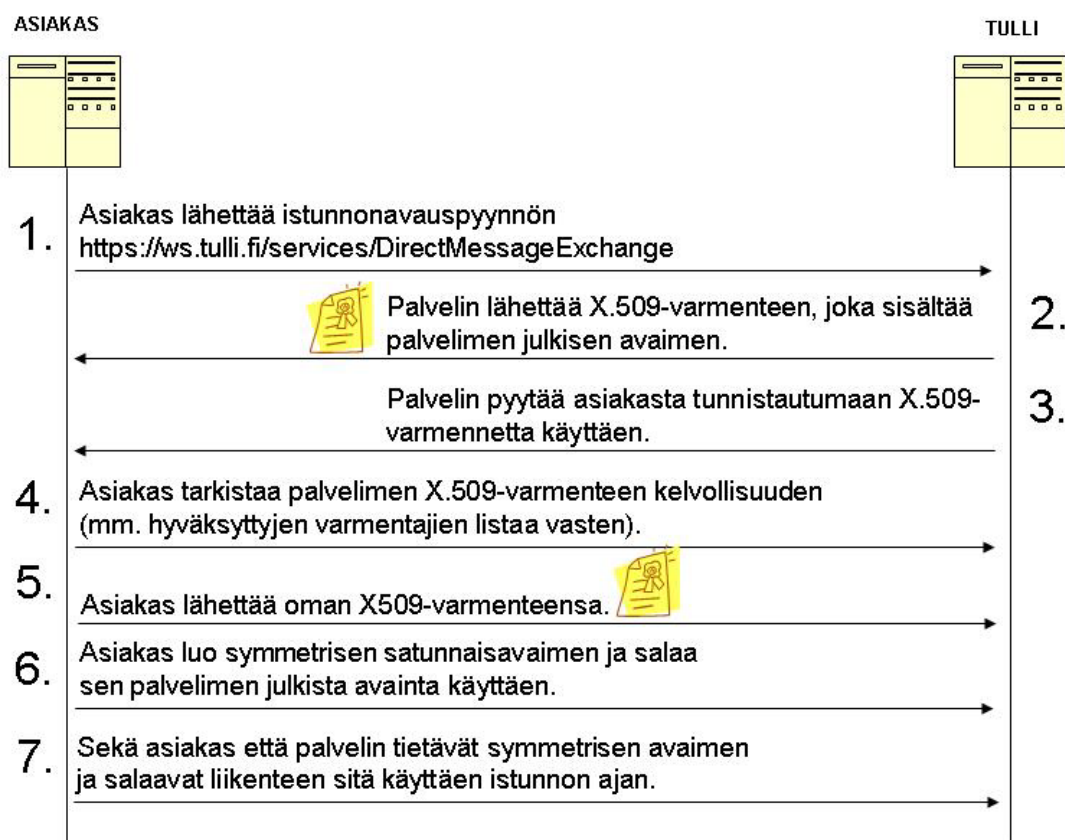 ASIAKAS
TULLI
1.
Asiakas lähettää istunnonavauspyynnön
https://ws.tulli.fi/services/DirectMessageExchange
Palvelin lähettää X.509-varmenteen, joka sisältää
palvelimen julkisen avaimen.
2.
Palvelin pyytää asiakasta tunnistautumaan X.509-
varmennetta käyttäen.
3.
4.
Asiakas tarkistaa palvelimen X.509-varmenteen kelvollisuuden
(mm. hyväksyttyjen varmentajien listaa vasten).
5.
Asiakas lähettää oman X509-varmenteensa.
6.
Asiakas luo symmetrisen satunnaisavaimen ja salaa
sen palvelimen julkista avainta käyttäen.
7.
Sekä asiakas että palvelin tietävät symmetrisen avaimen
ja salaavat liikenteen sitä käyttäen istunnon ajan.